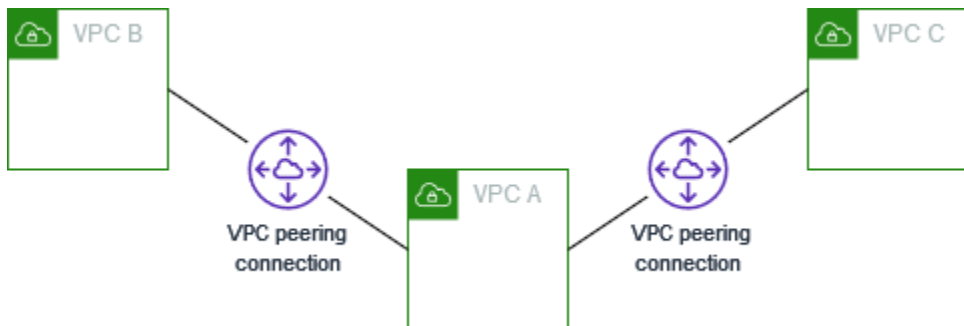 VPC B
VPC C
VPC A
VPC peering
connection
VPC peering
connection